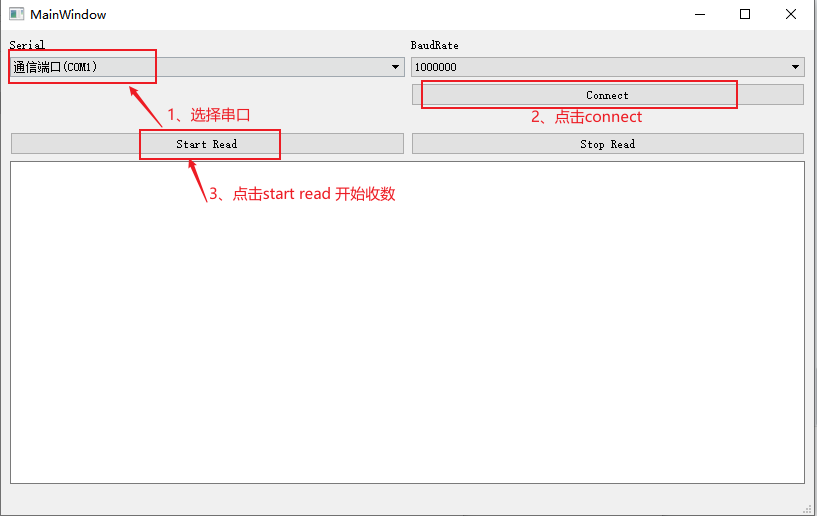 MainWindow
Serial
BaudRate
通信端口(COM1)
1000000
Connect
1、选择串口
2、点击connect
Start Read
Stop Read
3、点击start read 开始收数